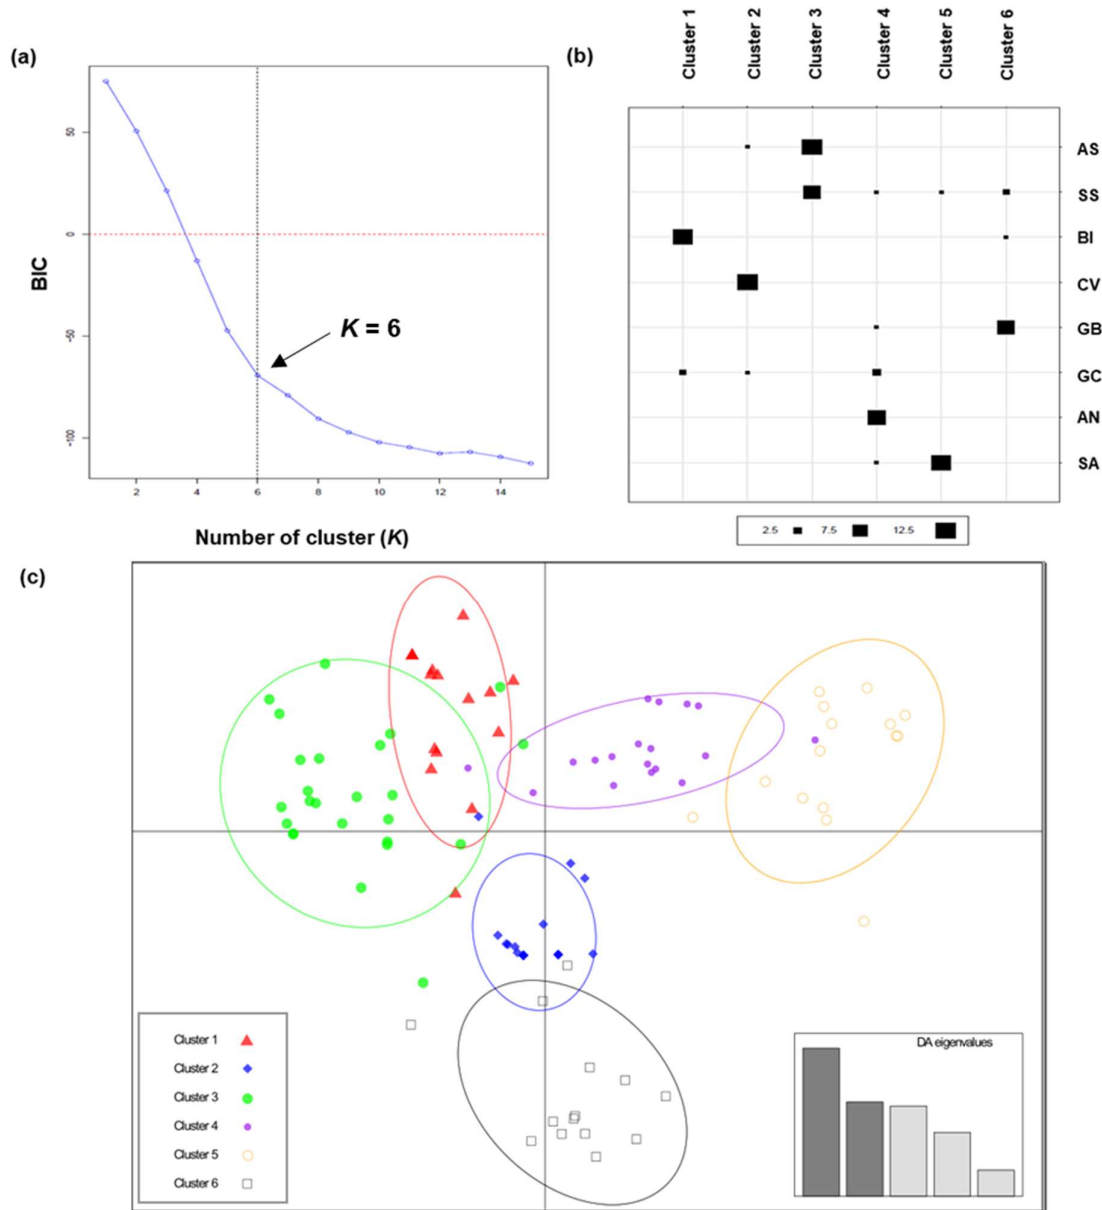 (a)
BIC
50
0
-50
-100
K = 6
2 4 6 8 10 12 14
Number of cluster (K)
(b)
Cluster 1 Cluster 2 Cluster 3 Cluster 4 Cluster 5 Cluster 6
AS
SS
BI
CV
GB
GC
AN
SA
2.5 7.5 12.5
(c)
Cluster 1
Cluster 2
Cluster 3
Cluster 4
Cluster 5
Cluster 6
DA eigenvalues